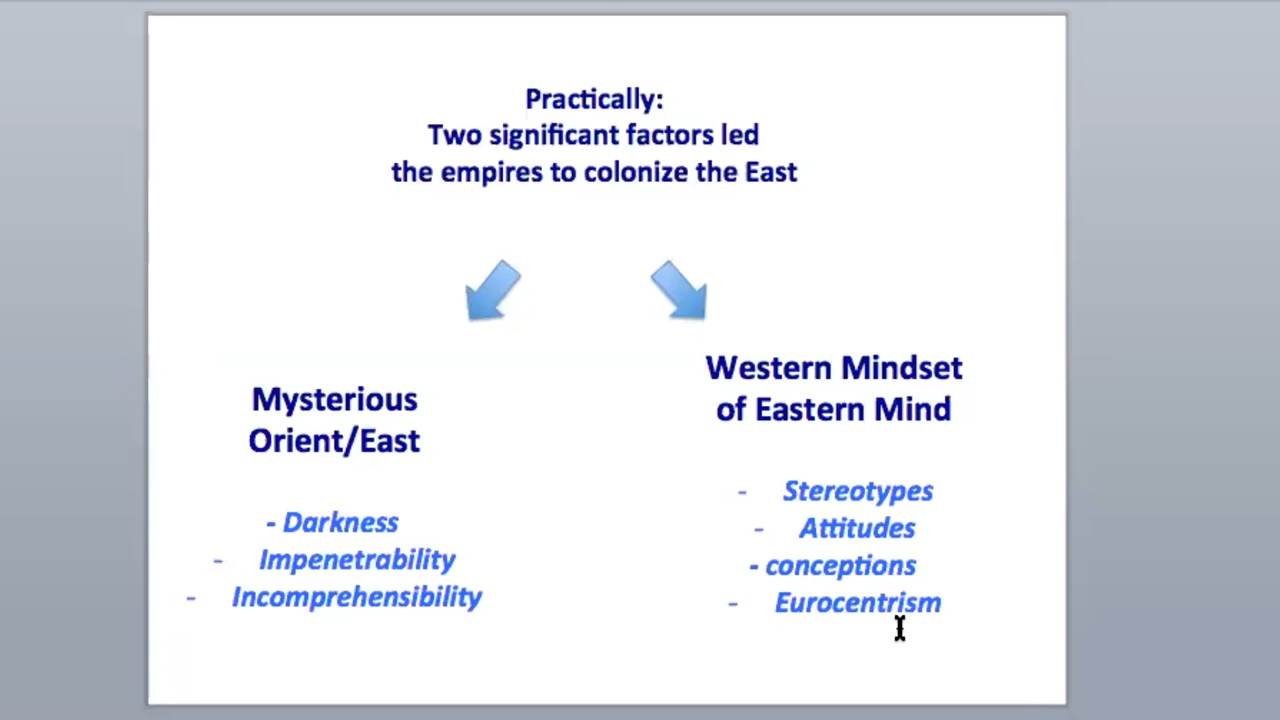 Practically:
Two significant factors led
the empires to colonize the East
Mysterious
Orient/East
- Darkness
- Impenetrability
- Incomprehensibility
Western Mindset
of Eastern Mind
- Stereotypes
- Attitudes
- conceptions
- Eurocentrism